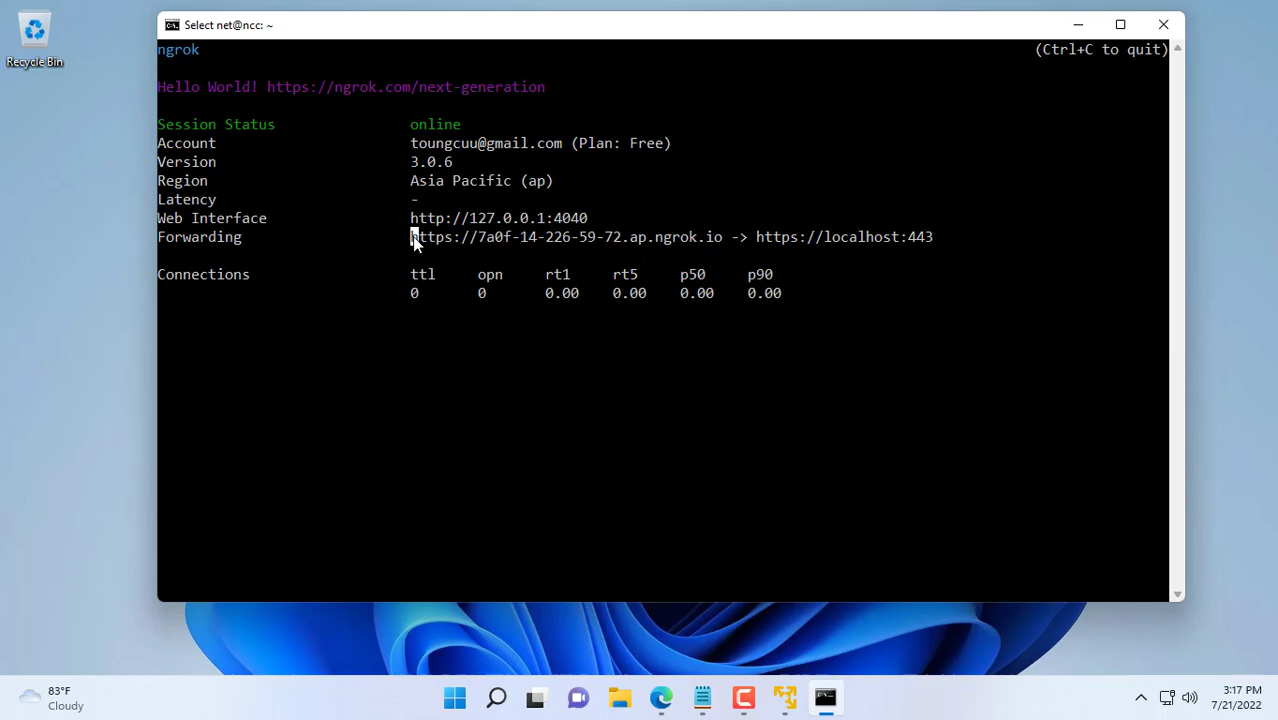 Recycle Bin
Select net@ncc: ~
ngrok (Ctrl+C to quit)
Hello World! https://ngrok.com/next-generation
Session Status online
Account toungcuu@gmail.com (Plan: Free)
Version 3.0.6
Region Asia Pacific (ap)
Latency -
Web Interface http://127.0.0.1:4040
Forwarding https://7a0f-14-226-59-72.ap.ngrok.io -> https://localhost:443
Connections ttl opn rt1 rt5 p50 p90
0 0 0.00 0.00 0.00 0.00
83°F
Cloudy
3:17 PM
7/21/2022